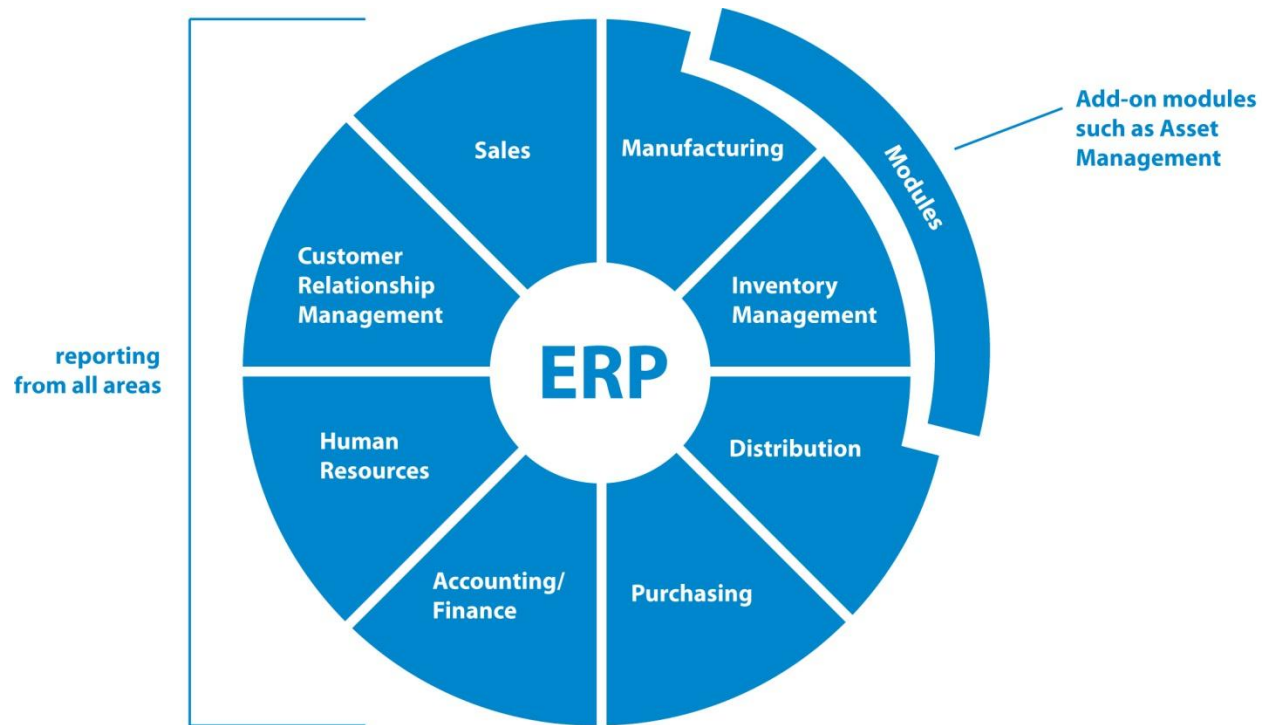 Sales
Manufacturing
Modules
Add-on modules
such as Asset
Management
Customer
Relationship
Management
Inventory
Management
ERP
reporting
from all areas
Human
Resources
Distribution
Accounting/
Finance
Purchasing